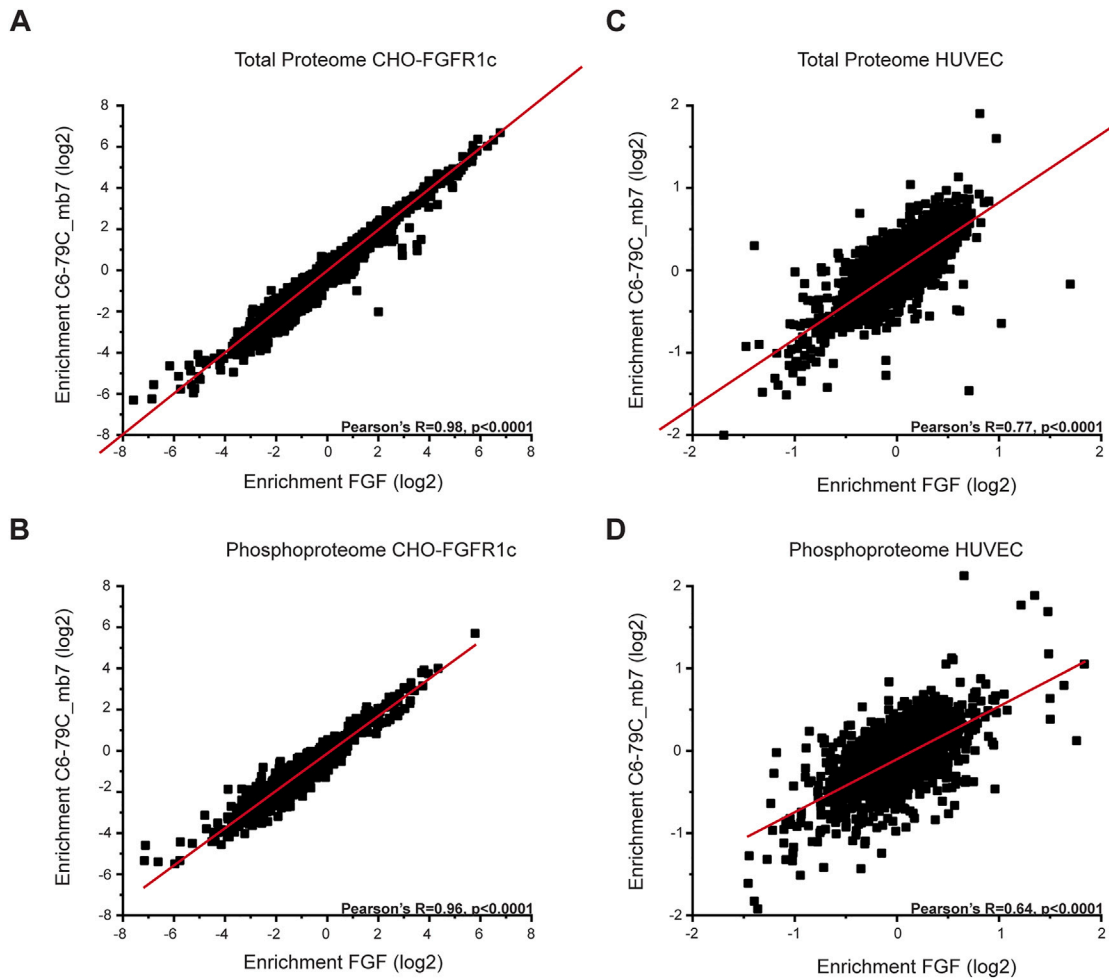 A
Total Proteome CHO-FGFR1c
Enrichment C6-79C_mb7 (log2)
8
6
4
2
0
-2
-4
-6
-8
-8 -6 -4 -2 0 2 4 6 8
Pearson's R=0.98, p<0.0001
Enrichment FGF (log2)
B
Phosphoproteome CHO-FGFR1c
Enrichment C6-79C_mb7 (log2)
8
6
4
2
0
-2
-4
-6
-8
-8 -6 -4 -2 0 2 4 6 8
Pearson's R=0.96, p<0.0001
Enrichment FGF (log2)
C
Total Proteome HUVEC
Enrichment C6-79C_mb7 (log2)
2
1
0
-1
-2
-2 -1 0 1 2
Pearson's R=0.77, p<0.0001
Enrichment FGF (log2)
D
Phosphoproteome HUVEC
Enrichment C6-79C_mb7 (log2)
2
1
0
-1
-2
-2 -1 0 1 2
Pearson's R=0.64, p<0.0001
Enrichment FGF (log2)